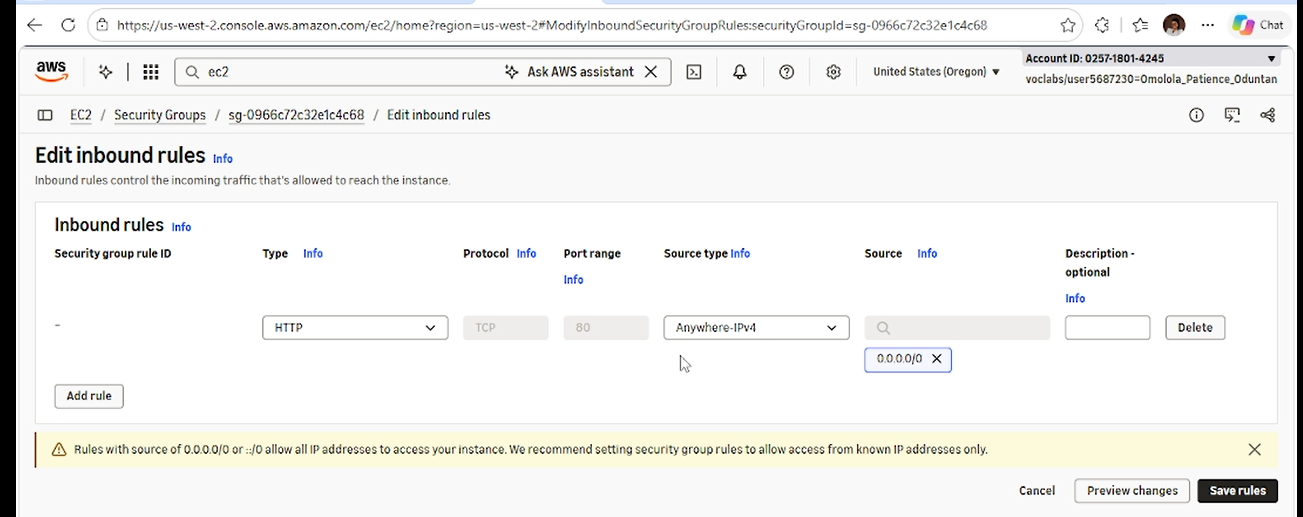 https://us-west-2.console.aws.amazon.com/ec2/home?region=us-west-2#ModifyInboundSecurityGroupRules:securityGroupId=sg-0966c72c32e1c4c68
Chat
aws
ec2
Ask AWS assistant
United States (Oregon)
Account ID: 0257-1801-4245
voclabs/user5687230=Omolola_Patience_Oduntan
EC2 / Security Groups / sg-0966c72c32e1c4c68 / Edit inbound rules
Edit inbound rules Info
Inbound rules control the incoming traffic that's allowed to reach the instance.
Inbound rules Info
Security group rule ID
Type Info
Protocol Info
Port range
Info
Source type Info
Source Info
Description -
optional
Info
–
HTTP
TCP
80
Anywhere-IPv4
Delete
0.0.0.0/0
Add rule
Rules with source of 0.0.0.0/0 or ::/0 allow all IP addresses to access your instance. We recommend setting security group rules to allow access from known IP addresses only.
Cancel
Preview changes
Save rules